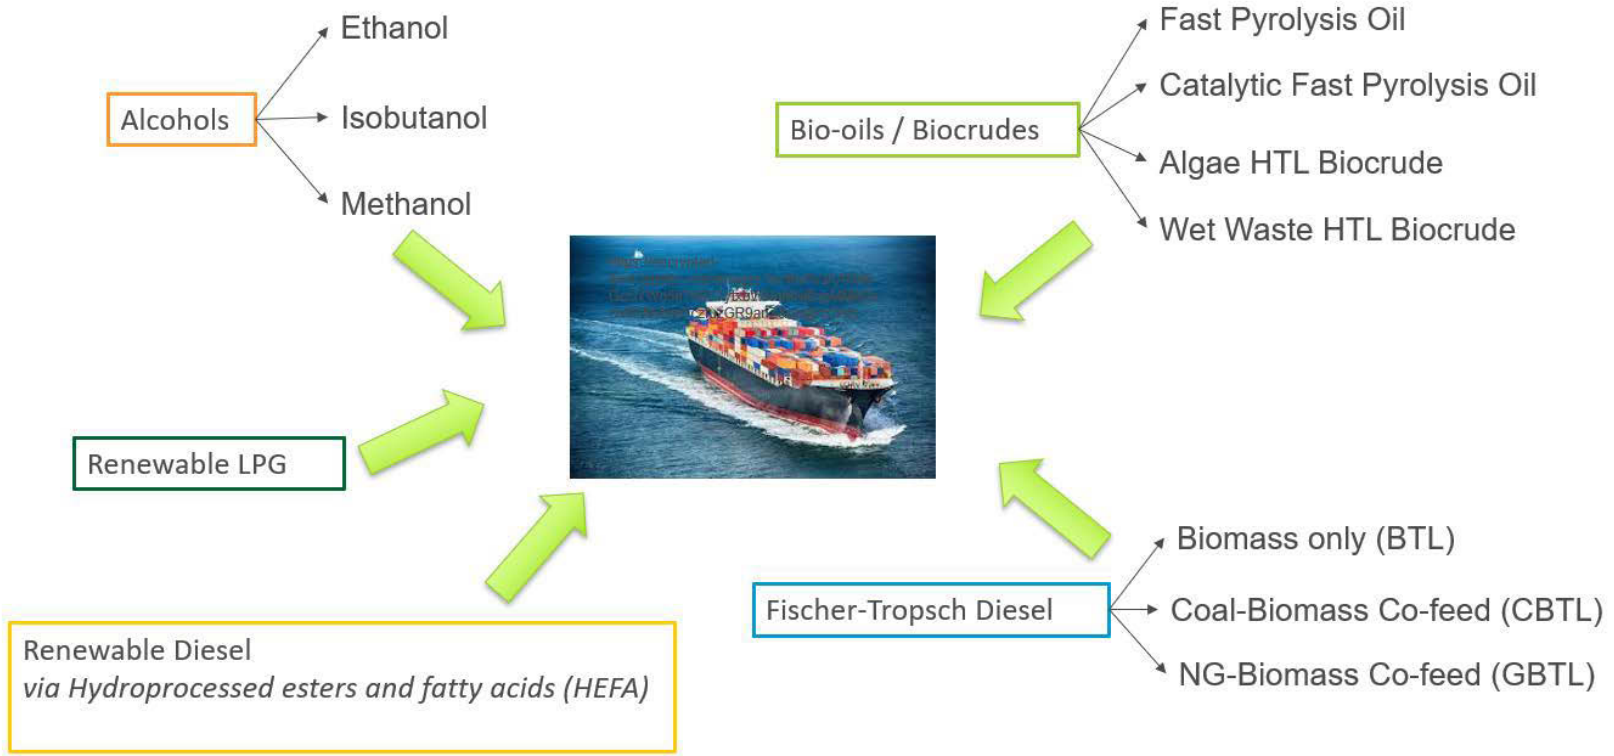 Alcohols
Ethanol
Isobutanol
Methanol
Bio-oils / Biocrudes
Fast Pyrolysis Oil
Catalytic Fast Pyrolysis Oil
Algae HTL Biocrude
Wet Waste HTL Biocrude
Renewable LPG
Renewable Diesel
via Hydroprocessed esters and fatty acids (HEFA)
Fischer-Tropsch Diesel
Biomass only (BTL)
Coal-Biomass Co-feed (CBTL)
NG-Biomass Co-feed (GBTL)